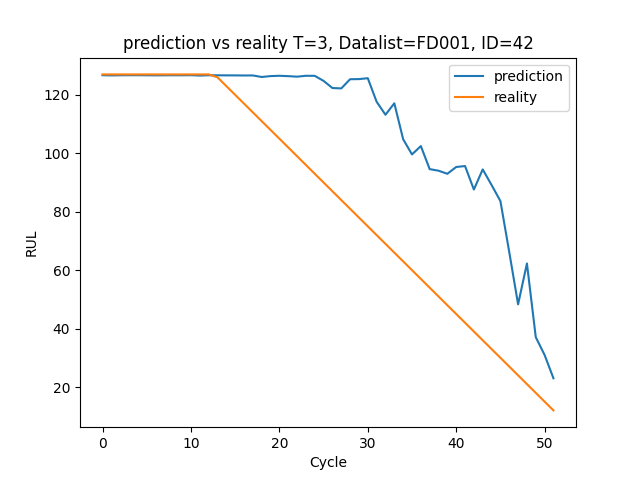 prediction vs reality T=3, Datalist=FD001, ID=42
prediction
reality
RUL
120
100
80
60
40
20
0 10 20 30 40 50
Cycle